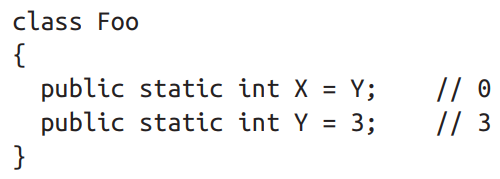 class Foo
{
  public static int X = Y;    // 0
  public static int Y = 3;    // 3
}